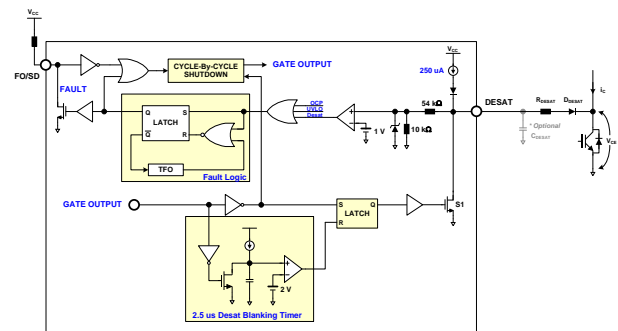 VCC
FO/SD
FAULT
CYCLE-By-CYCLE
SHUTDOWN
GATE OUTPUT
VCC
250 uA
DESAT
RDESAT
DDESAT
iC
* Optional
CDESAT
VCE
54 kΩ
10 kΩ
1 V
OCP
UVLO
Desat
Q
S
LATCH
Q
R
TFO
Fault Logic
GATE OUTPUT
S
Q
LATCH
R
S1
2 V
2.5 us Desat Blanking Timer